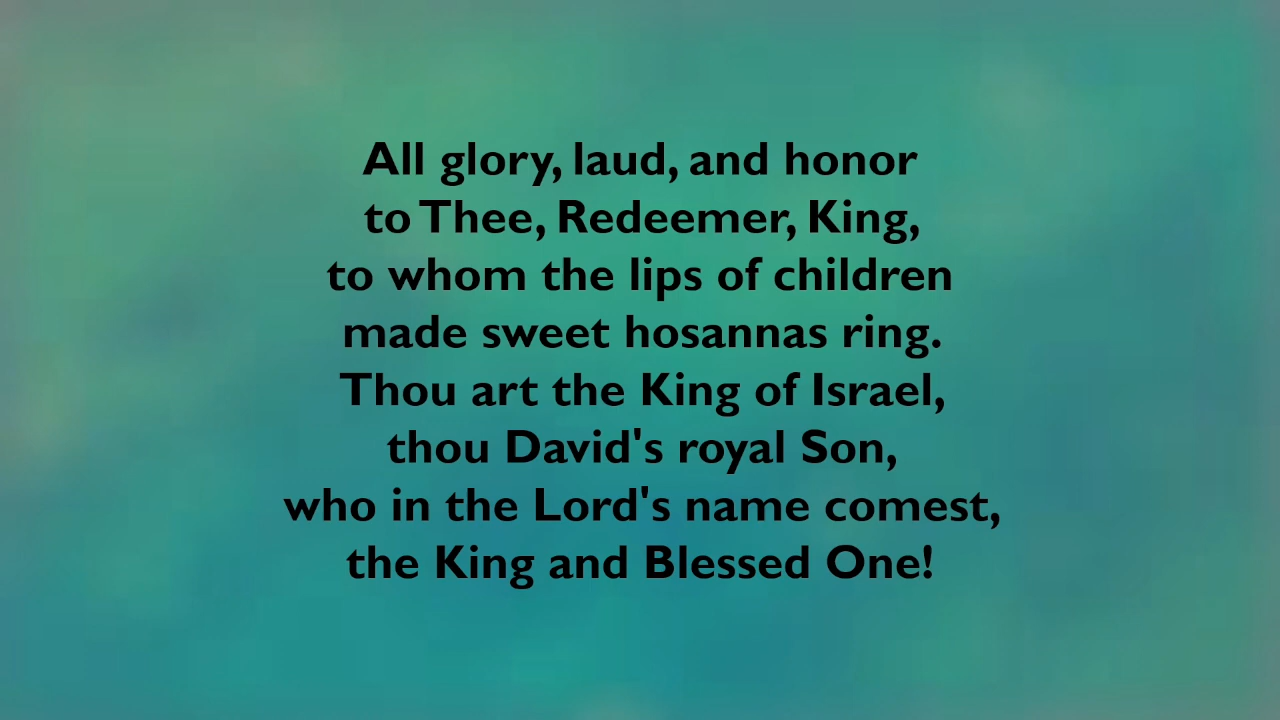 All glory, laud, and honor
to Thee, Redeemer, King,
to whom the lips of children
made sweet hosannas ring.
Thou art the King of Israel,
thou David's royal Son,
who in the Lord's name comest,
the King and Blessed One!